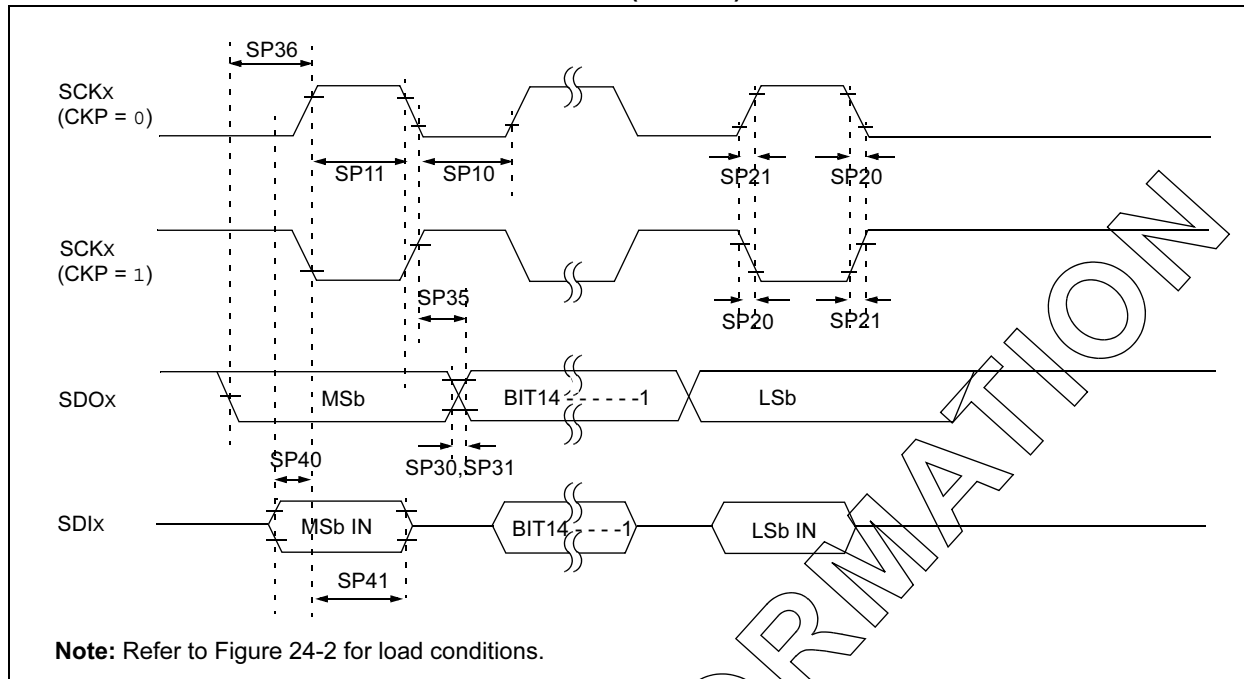 SP36
SCKx
(CKP = 0)
SP11
SP10
SP21
SP20
SCKx
(CKP = 1)
SP35
SP20
SP21
SDOx
MSb
BIT14 - - - - - -1
LSb
SP40
SP30,SP31
SDIx
MSb IN
BIT14 - - - -1
LSb IN
SP41
Note: Refer to Figure 24-2 for load conditions.
ORMATION